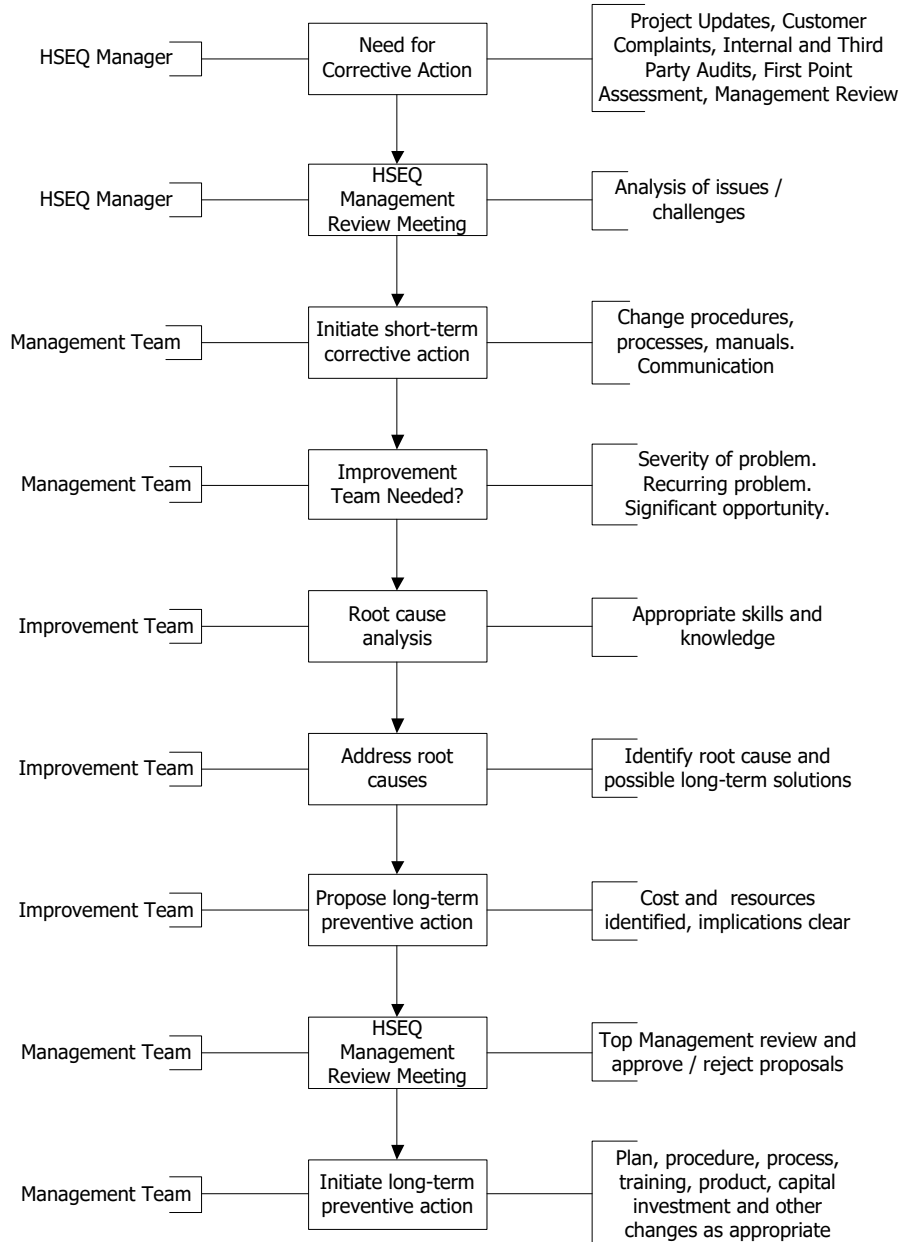 HSEQ Manager
Need for
Corrective Action
Project Updates, Customer
Complaints, Internal and Third
Party Audits, First Point
Assessment, Management Review
HSEQ Manager
HSEQ
Management
Review Meeting
Analysis of issues /
challenges
Management Team
Initiate short-term
corrective action
Change procedures,
processes, manuals.
Communication
Management Team
Improvement
Team Needed?
Severity of problem.
Recurring problem.
Significant opportunity.
Improvement Team
Root cause
analysis
Appropriate skills and
knowledge
Improvement Team
Address root
causes
Identify root cause and
possible long-term solutions
Improvement Team
Propose long-term
preventive action
Cost and  resources
identified, implications clear
Management Team
HSEQ
Management
Review Meeting
Top Management review and
approve / reject proposals
Management Team
Initiate long-term
preventive action
Plan, procedure, process,
training, product, capital
investment and other
changes as appropriate